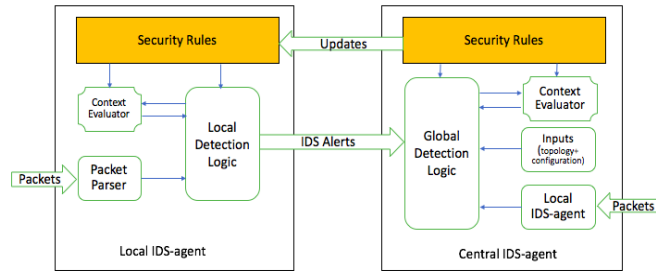 Security Rules
Updates
Security Rules
Context
Evaluator
Local
Detection
Logic
IDS Alerts
Global
Detection
Logic
Context
Evaluator
Inputs
(topology+
configuration)
Packets
Packet
Parser
Local
IDS-agent
Packets
Local IDS-agent
Central IDS-agent